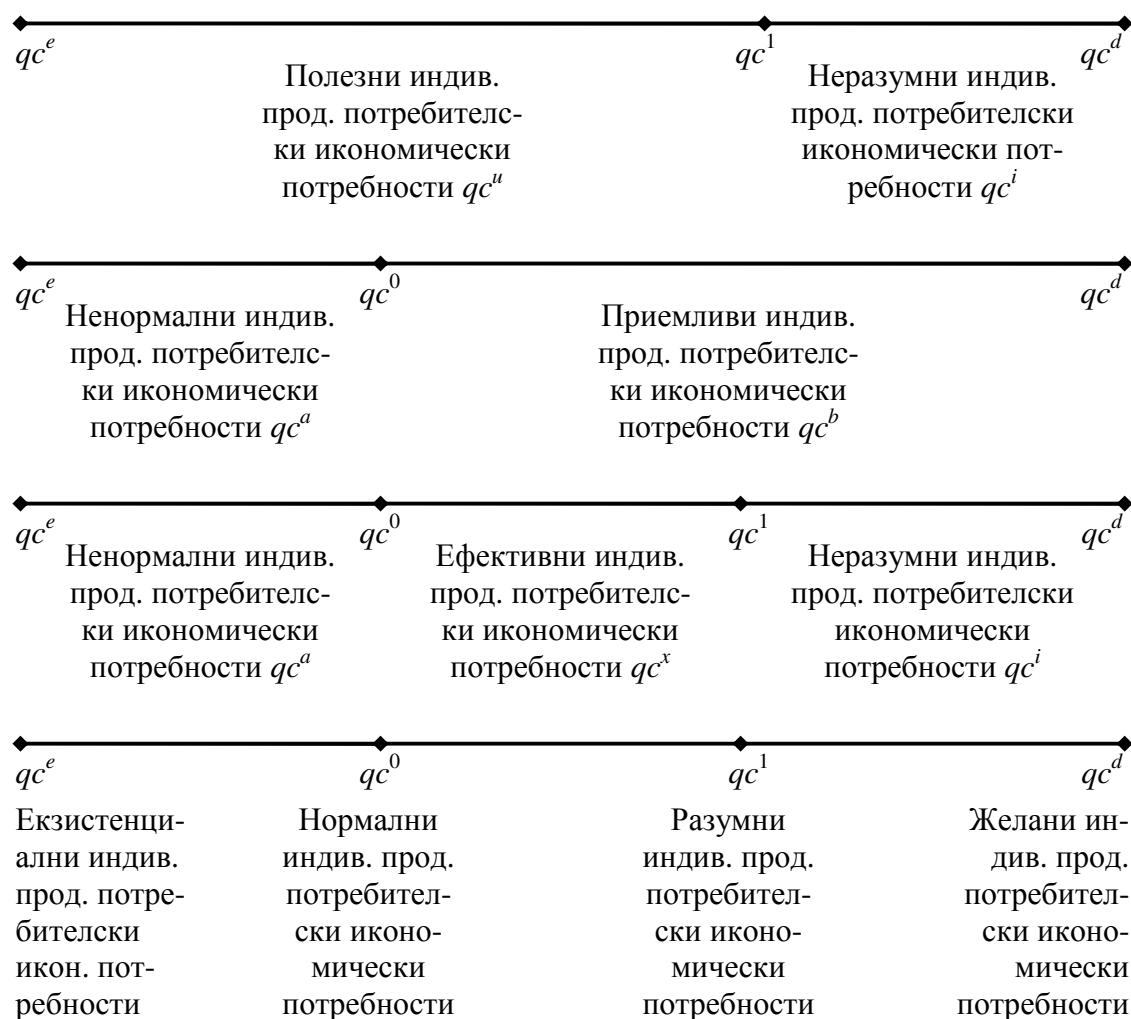 qc^e qc^1 qc^d
Полезни индив. Неразумни индив.
прод. потребителс- прод. потребителски
ки икономически икономически пот-
потребности qc^u ребности qc^i
qc^e qc^0 qc^d
Ненормални индив. Приемливи индив.
прод. потребителс- прод. потребителс-
ки икономически ки икономически
потребности qc^a потребности qc^b
qc^e qc^0 qc^1 qc^d
Ненормални индив. Ефективни индив. Неразумни индив.
прод. потребителс- прод. потребителс- прод. потребителски
ки икономически ки икономически икономически
потребности qc^a потребности qc^x потребности qc^i
qc^e qc^0 qc^1 qc^d
Екзистенци- Нормални Разумни Желани ин-
ални индив. индив. прод. индив. прод. див. прод.
прод. потре- потребител- потребител- потребител-
бителски ски иконо- ски иконо- ски иконо-
икон. пот- мически мически мически
ребности потребности потребности потребности